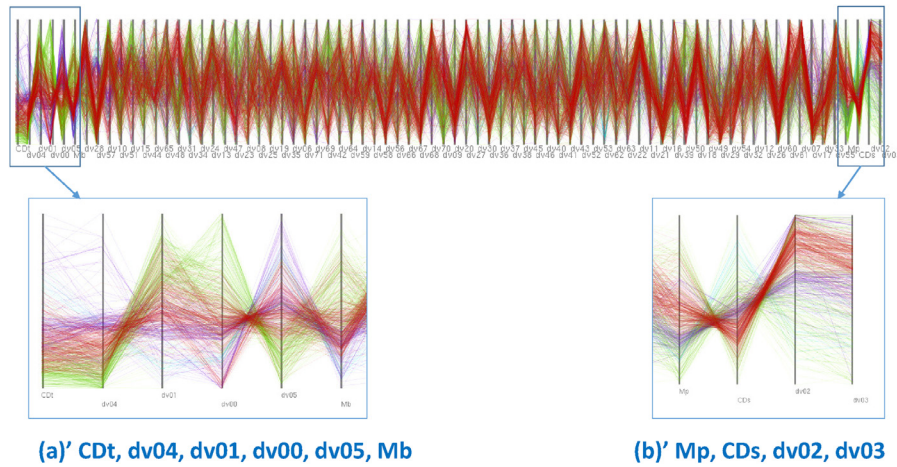 CDt dv01 dv05 dv28 dv10 dv15 dv65 dv31 dv24 dv47 dv08 dv19 dv06 dv69 dv64 dv14 dv56 dv67 dv70 dv20 dv30 dv37 dv53 dv63 dv11 dv16 dv50 dv49 dv54 dv12 dv60 dv07 dv33 Mp dv02
dv04 dv00 Mb dv57 dv51 dv44 dv48 dv34 dv13 dv23 dv25 dv35 dv71 dv42 dv59 dv58 dv66 dv68 dv09 dv27 dv36 dv38 dv46 dv41 dv52 dv62 dv22 dv21 dv39 dv18 dv29 dv32 dv26 dv61 dv17 dv55 CDs dv0
CDt dv04 dv01 dv00 dv05 Mb
Mp CDt dv02 dv03
(a)’ CDt, dv04, dv01, dv00, dv05, Mb
(b)’ Mp, CDs, dv02, dv03